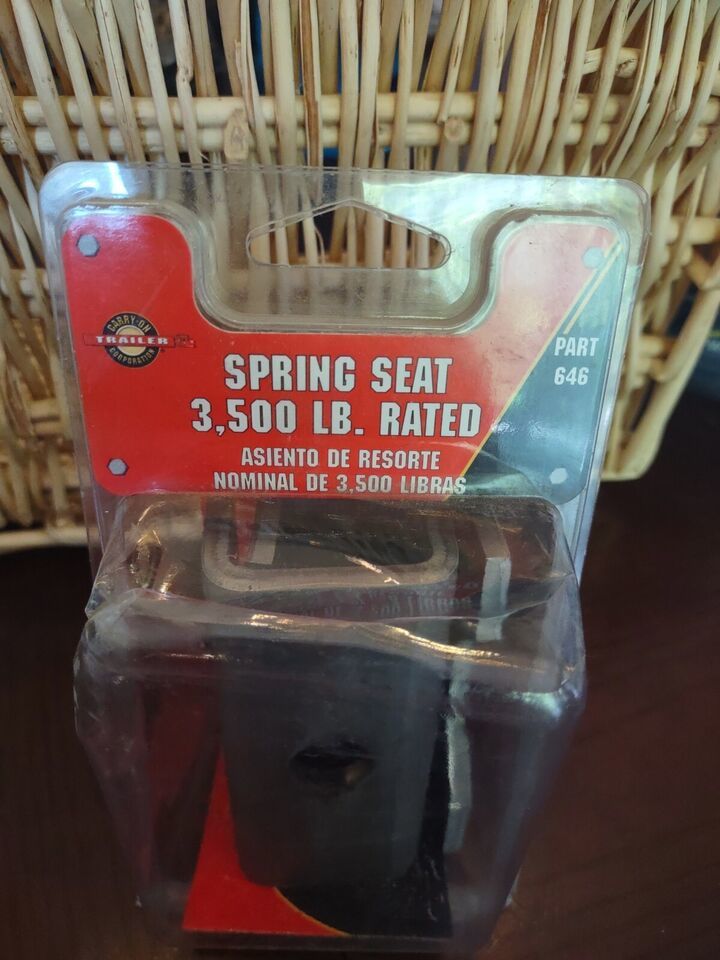 CARRY-ON
TRAILER
CORPORATION
SPRING SEAT
3,500 LB. RATED
ASIENTO DE RESORTE
NOMINAL DE 3,500 LIBRAS
PART
646